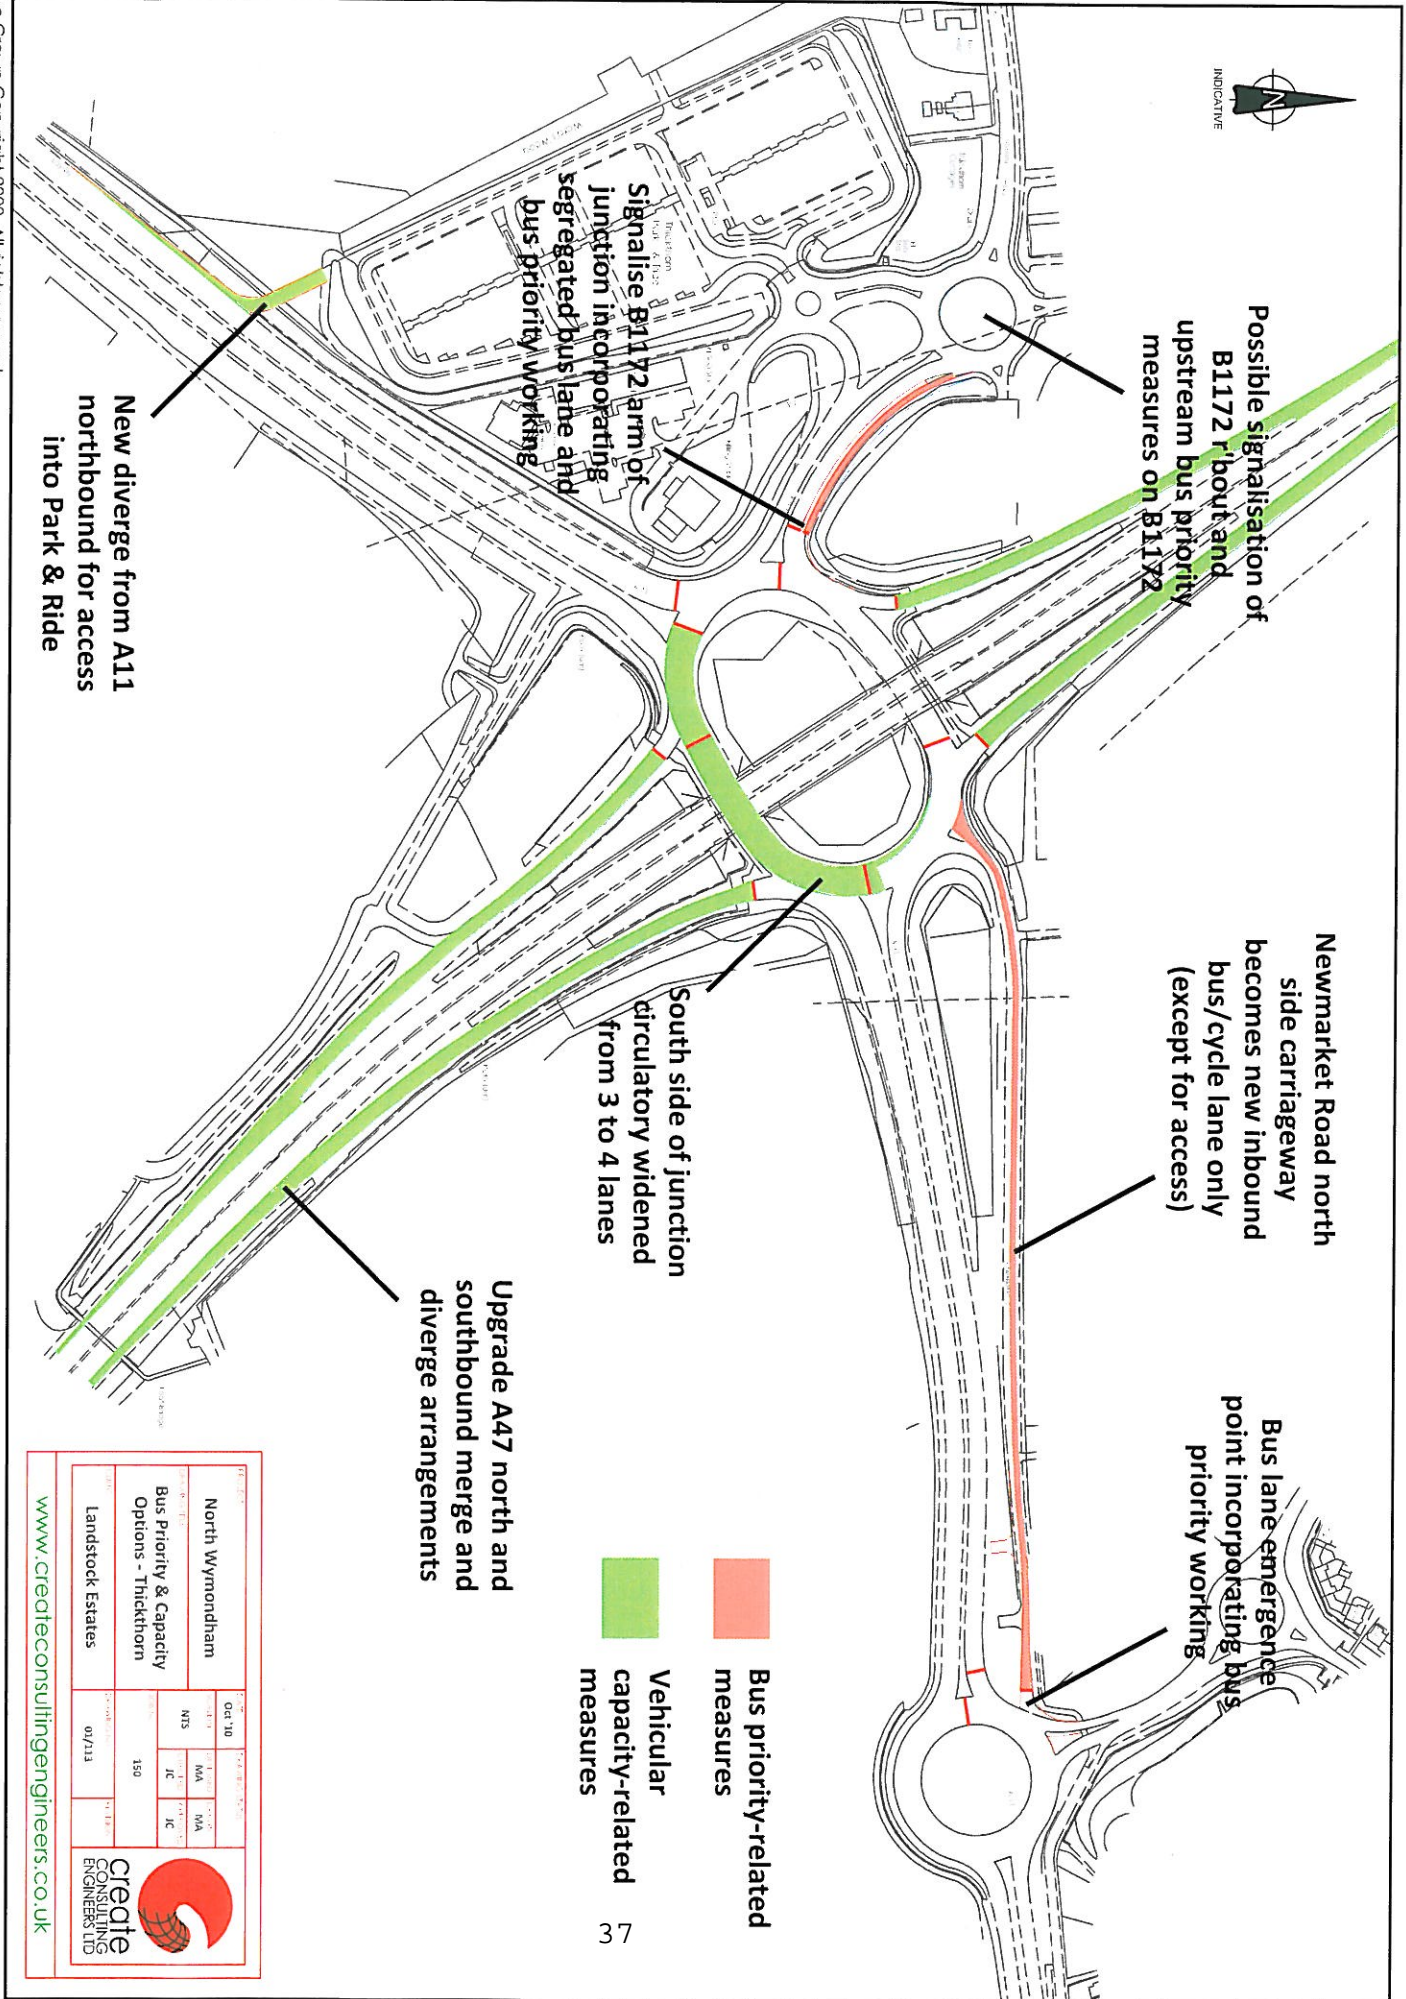 INDICATIVE
N
Possible signalisation of
B1172 r'bout and
upstream bus priority
measures on B1172
Newmarket Road north
side carriageway
becomes new inbound
bus/cycle lane only
(except for access)
Bus lane emergence
point incorporating bus
priority working
Signalise B1172 arm of
junction incorporating
segregated bus lane and
bus priority working
South side of junction
circulatory widened
from 3 to 4 lanes
New diverge from A11
northbound for access
into Park & Ride
Upgrade A47 north and
southbound merge and
diverge arrangements
Bus priority-related
measures
Vehicular
capacity-related
measures
37
North Wymondham
Bus Priority & Capacity
Options - Thickthorn
Landstock Estates
Oct '10
NTS
MA
MA
JC
JC
150
01/113
create
CONSULTING
ENGINEERS LTD
www.createconsultingengineers.co.uk